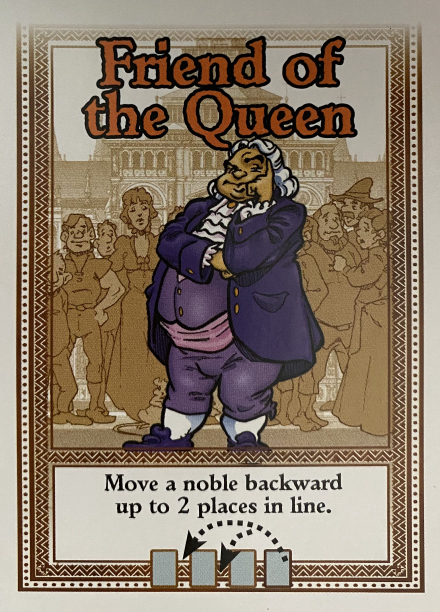 Friend of
the Queen
Move a noble backward
up to 2 places in line.